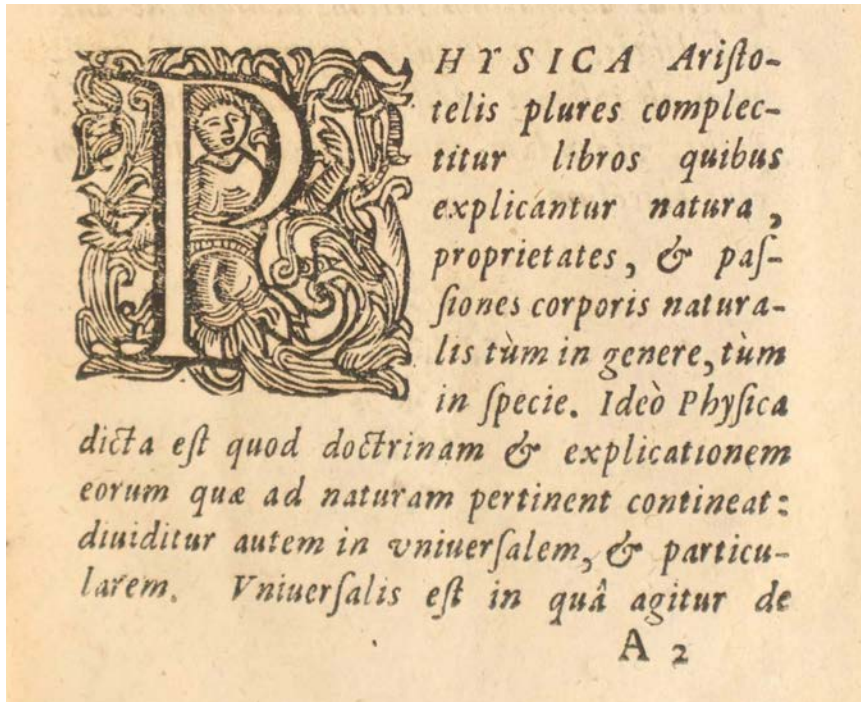 PHYSICA Ariſto-
telis plures complec-
titur libros quibus
explicantur natura,
proprietates, & paſ-
ſiones corporis natura-
lis tùm in genere, tùm
in ſpecie. Ideò Phyſica
dicta eſt quod doctrinam & explicationem
eorum quæ ad naturam pertinent contineat:
diuiditur autem in vniuerſalem, & particu-
larem. Vniuerſalis eſt in quâ agitur de
A 2